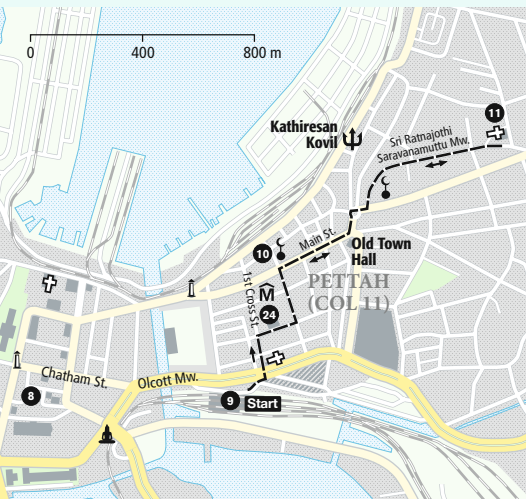 0 400 800 m
11
Kathiresan
Kovil
Sri Ratnajothi
Saravanamuttu Mw.
10
Main St.
Old Town
Hall
1st Cross St.
PETTAH
(COL 11)
24
Chatham St.
Olcott Mw.
8
9
Start